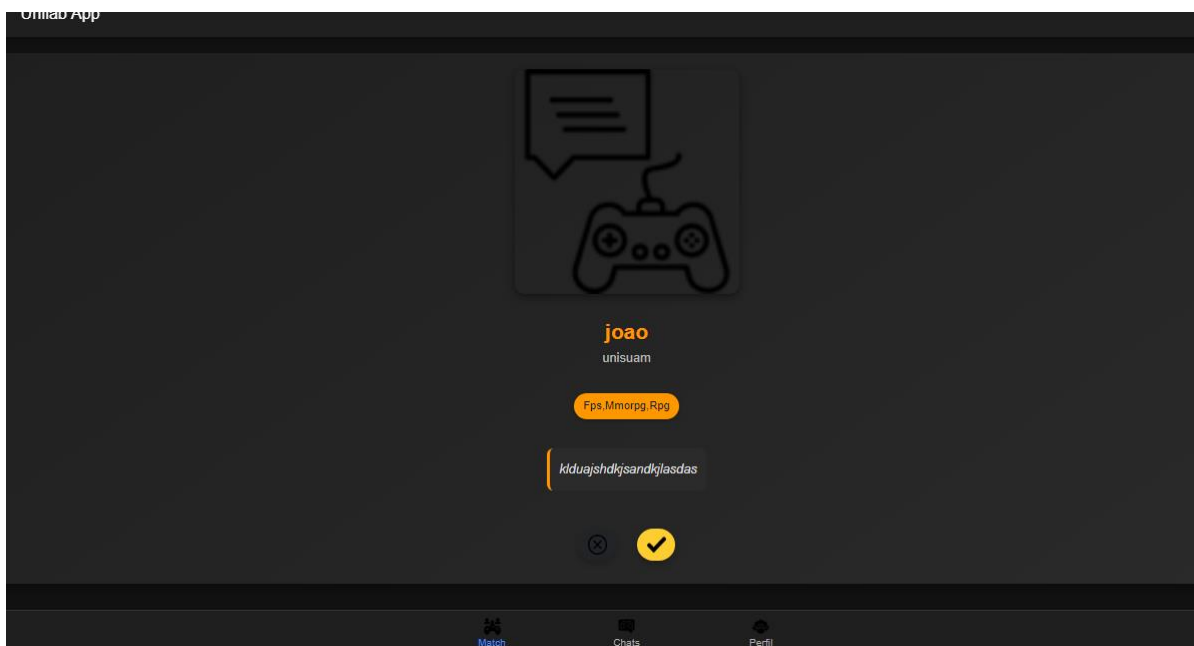 Unilab App
joao
unisuam
Fps,Mmorpg,Rpg
klduajshdkjsandkjlasdas
Match
Chats
Perfil